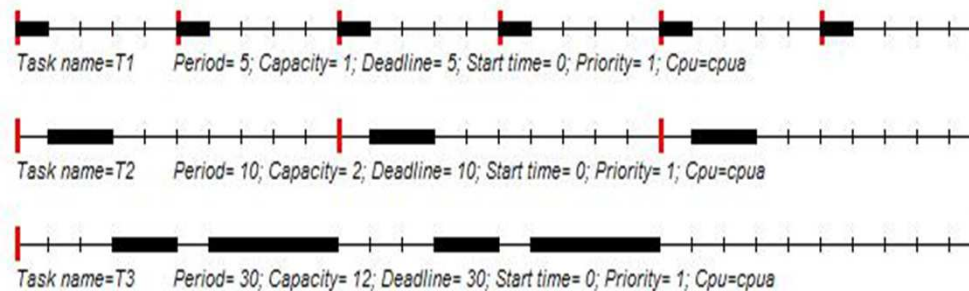 Task name=T1 Period= 5; Capacity= 1; Deadline= 5; Start time= 0; Priority= 1; Cpu=cpua
Task name=T2 Period= 10; Capacity= 2; Deadline= 10; Start time= 0; Priority= 1; Cpu=cpua
Task name=T3 Period= 30; Capacity= 12; Deadline= 30; Start time= 0; Priority= 1; Cpu=cpua